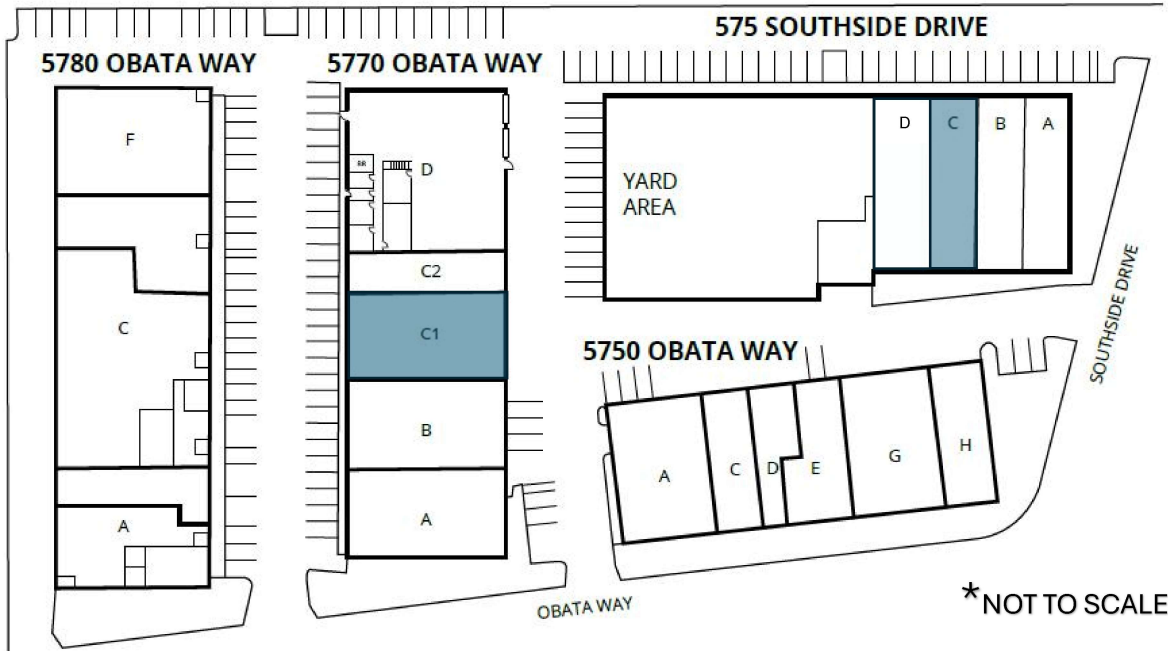 575 SOUTHSIDE DRIVE
5780 OBATA WAY
5770 OBATA WAY
F
C
A
D
RR
C2
C1
B
A
YARD
AREA
D
C
B
A
5750 OBATA WAY
A
C
D
E
G
H
SOUTHSIDE DRIVE
OBATA WAY
*NOT TO SCALE